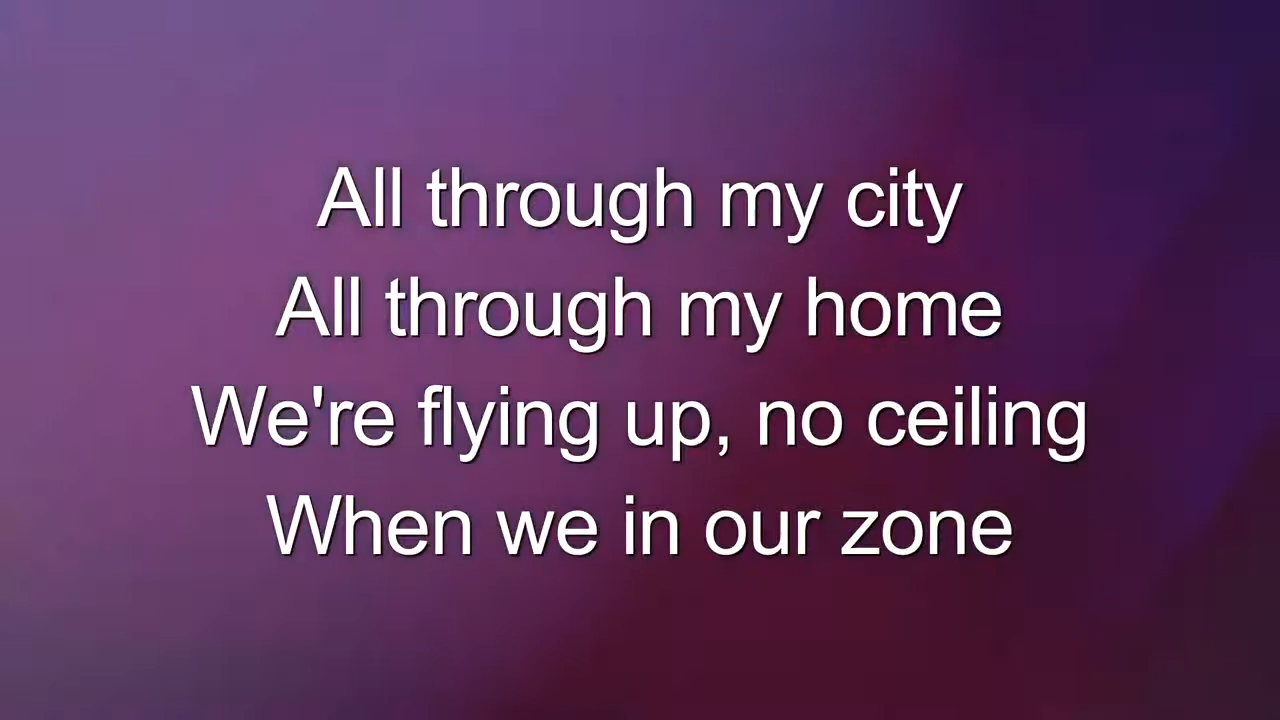 All through my city
All through my home
We're flying up, no ceiling
When we in our zone